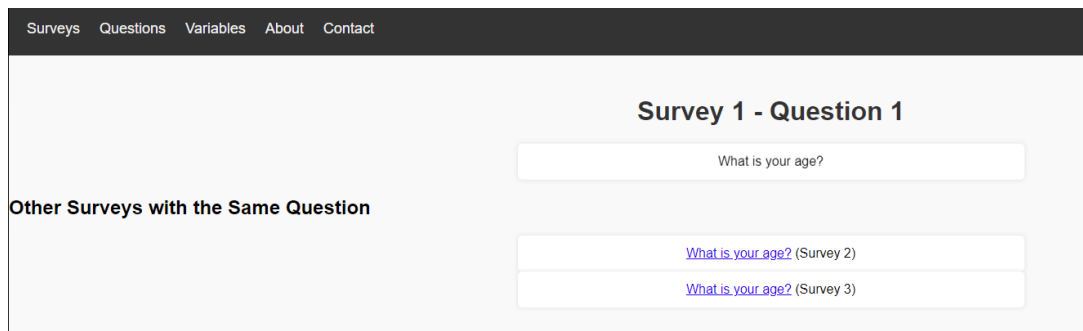 Surveys Questions Variables About Contact
Survey 1 - Question 1
What is your age?
Other Surveys with the Same Question
What is your age? (Survey 2)
What is your age? (Survey 3)